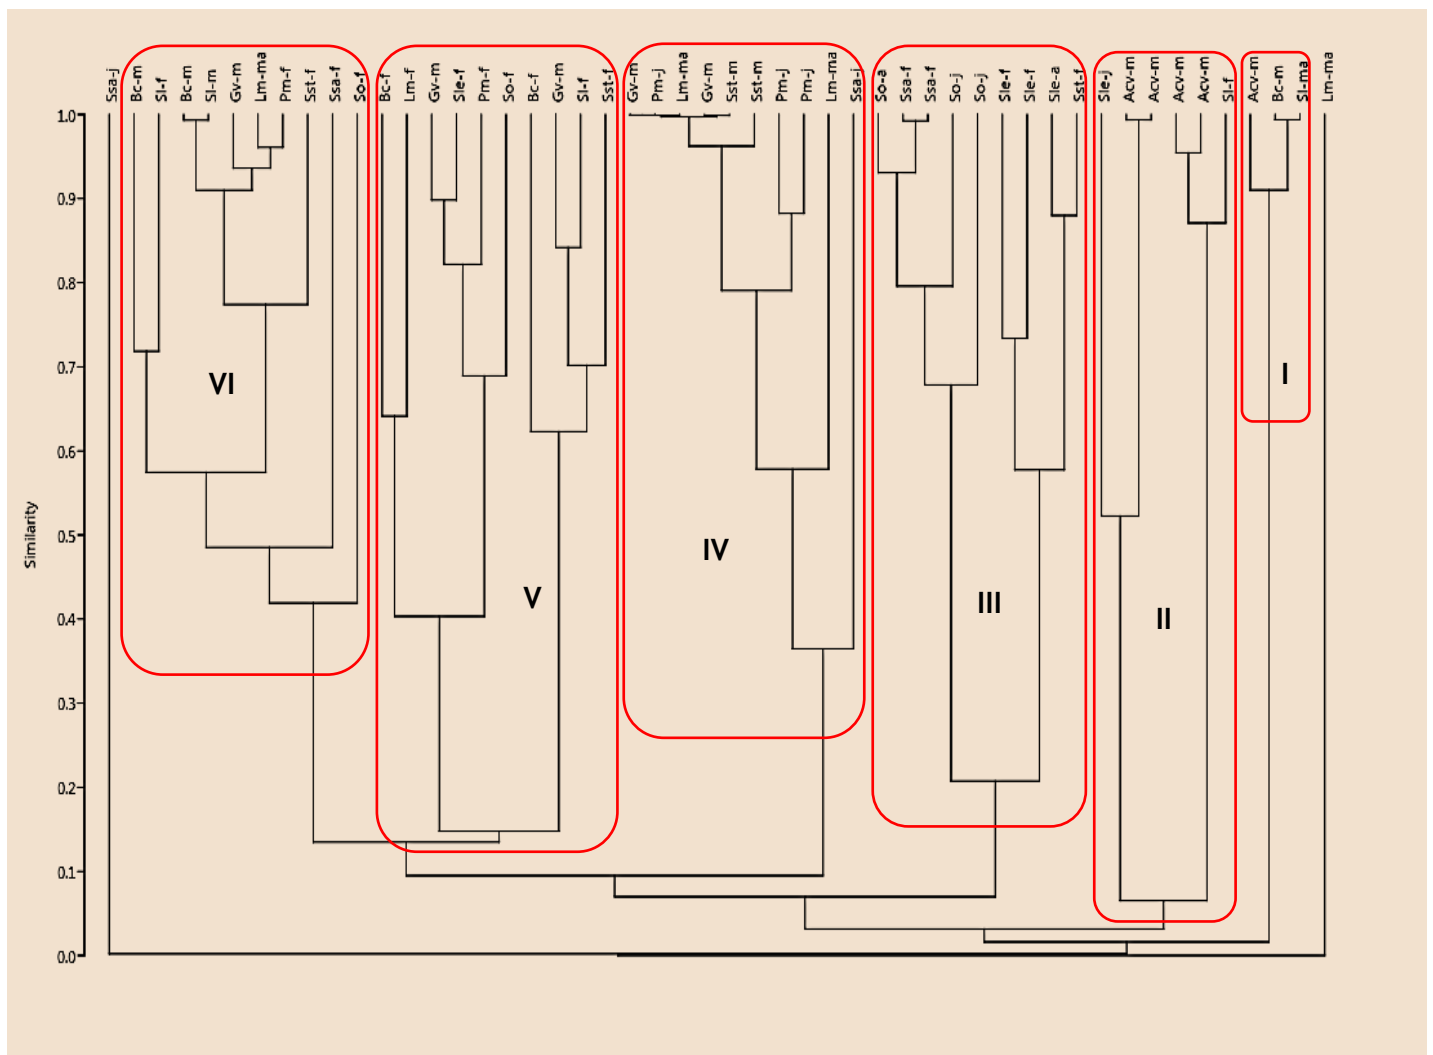 Ssa-j
Bc-m
Sl-f
Bc-m
Sl-m
Gv-m
Lm-ma
Pm-f
Sst-f
Ssa-f
So-f
Bc-f
Lm-f
Gv-m
Sle-f
Pm-f
So-f
Bc-f
Gv-m
Sl-f
Sst-f
Gv-m
Pm-j
Lm-ma
Gv-m
Sst-m
Sst-m
Pm-j
Pm-j
Lm-ma
Ssa-j
So-a
Ssa-f
Ssa-f
So-j
So-j
Sle-f
Sle-f
Sle-a
Sst-f
Sle-j
Acv-m
Acv-m
Acv-m
Acv-m
Sl-f
Acv-m
Bc-m
Sl-ma
Lm-ma
1.0
0.9
0.8
0.7
0.6
0.5
0.4
0.3
0.2
0.1
0.0
Similarity
VI
V
IV
III
II
I